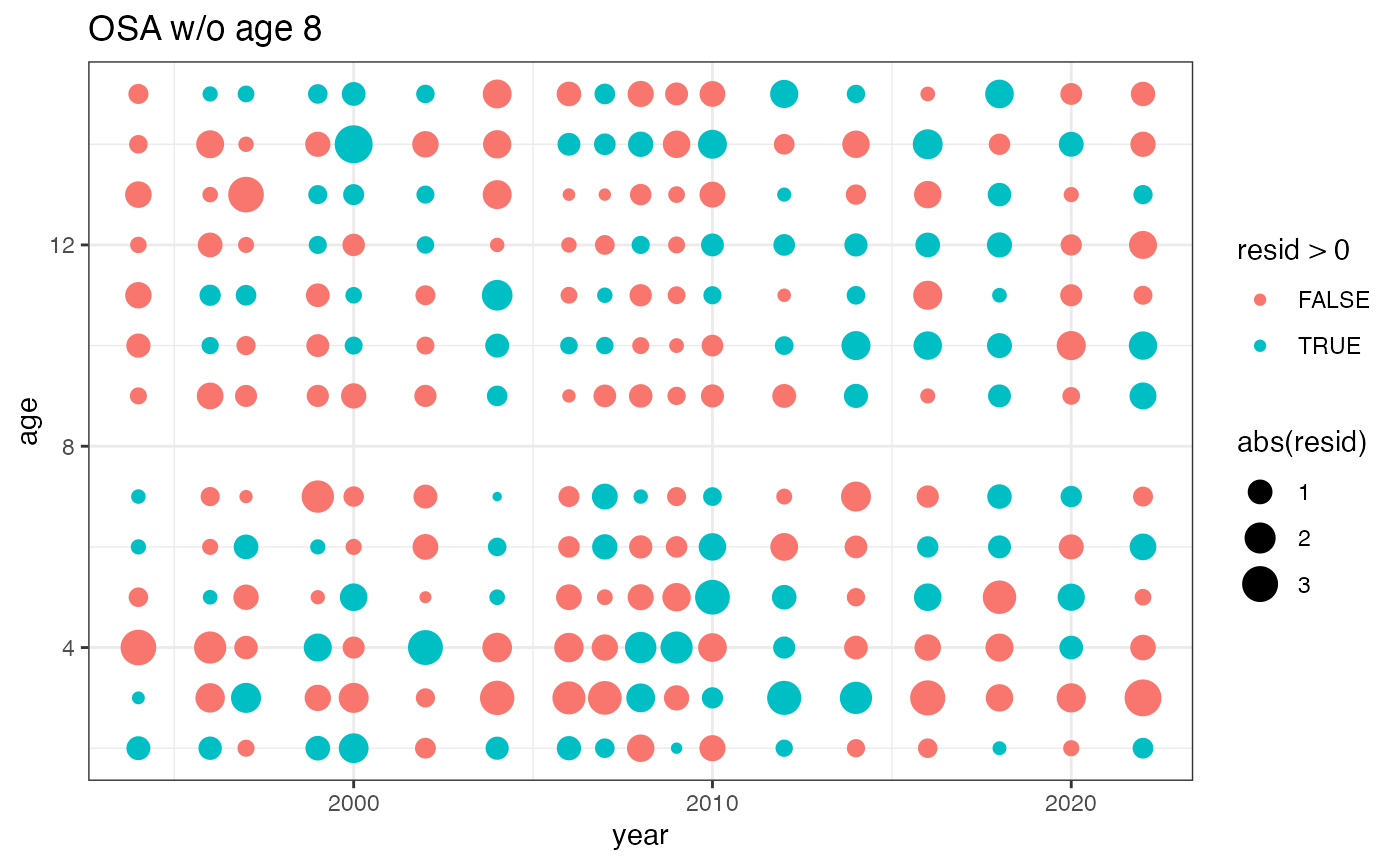 OSA w/o age 8
age
12
8
4
2000
2010
2020
year
resid > 0
FALSE
TRUE
abs(resid)
1
2
3